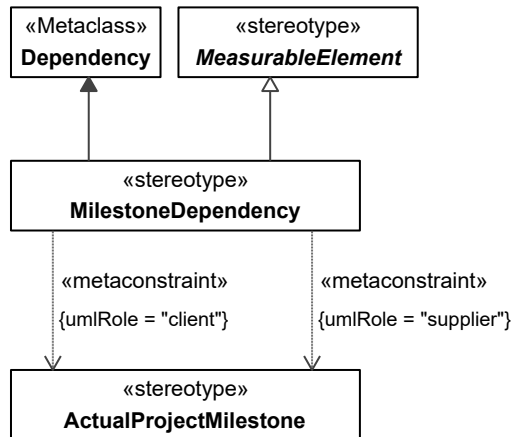 «Metaclass»
Dependency
«stereotype»
MeasurableElement
«stereotype»
MilestoneDependency
«metaconstraint»
{umlRole = "client"}
«metaconstraint»
{umlRole = "supplier"}
«stereotype»
ActualProjectMilestone